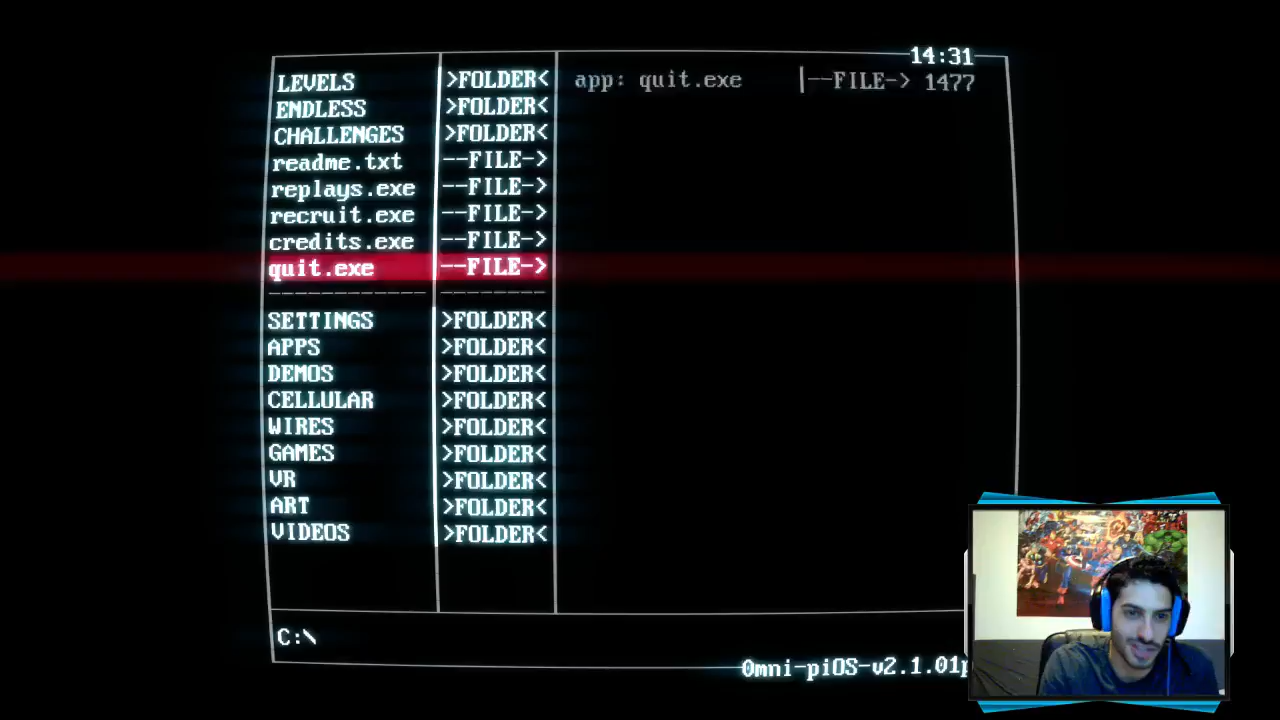 14:31
LEVELS >FOLDER< app: quit.exe |--FILE-> 1477
ENDLESS >FOLDER<
CHALLENGES >FOLDER<
readme.txt --FILE->
replays.exe --FILE->
recruit.exe --FILE->
credits.exe --FILE->
quit.exe --FILE->
SETTINGS >FOLDER<
APPS >FOLDER<
DEMOS >FOLDER<
CELLULAR >FOLDER<
WIRES >FOLDER<
GAMES >FOLDER<
VR >FOLDER<
ART >FOLDER<
VIDEOS >FOLDER<
C:\
Omni-piOS-v2.1.01p